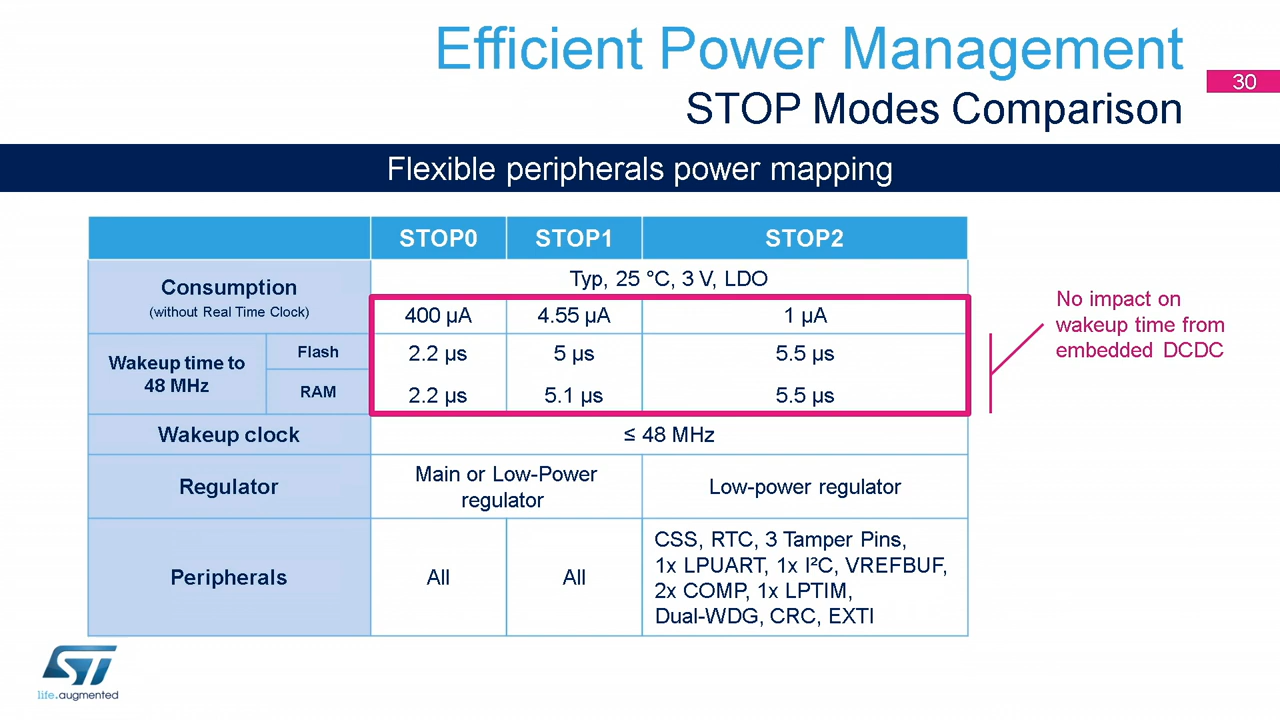 Efficient Power Management
STOP Modes Comparison
30
Flexible peripherals power mapping
STOP0 STOP1 STOP2
Consumption
(without Real Time Clock)
Typ, 25 °C, 3 V, LDO
400 µA 4.55 µA 1 µA
Wakeup time to
48 MHz
Flash 2.2 µs 5 µs 5.5 µs
RAM 2.2 µs 5.1 µs 5.5 µs
Wakeup clock ≤ 48 MHz
Regulator
Main or Low-Power
regulator
Low-power regulator
Peripherals
All
All
CSS, RTC, 3 Tamper Pins,
1x LPUART, 1x I²C, VREFBUF,
2x COMP, 1x LPTIM,
Dual-WDG, CRC, EXTI
No impact on
wakeup time from
embedded DCDC
ST
life.augmented